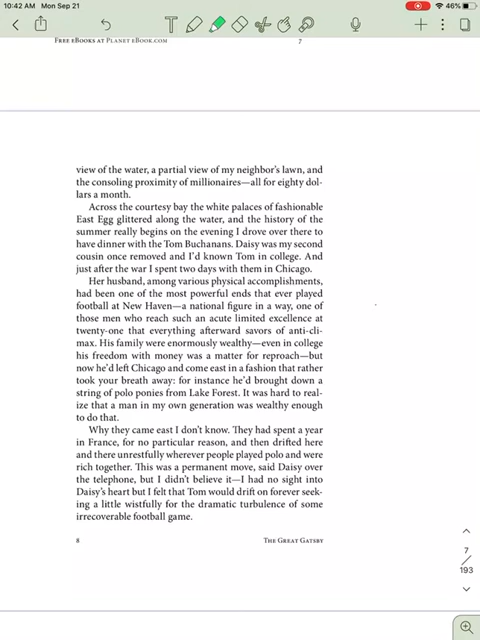 10:42 AM Mon Sep 21
46%
FREE EBOOKS AT PLANET EBOOK.COM 7
view of the water, a partial view of my neighbor's lawn, and
the consoling proximity of millionaires—all for eighty dol-
lars a month.
Across the courtesy bay the white palaces of fashionable
East Egg glittered along the water, and the history of the
summer really begins on the evening I drove over there to
have dinner with the Tom Buchanans. Daisy was my second
cousin once removed and I'd known Tom in college. And
just after the war I spent two days with them in Chicago.
Her husband, among various physical accomplishments,
had been one of the most powerful ends that ever played
football at New Haven—a national figure in a way, one of
those men who reach such an acute limited excellence at
twenty-one that everything afterward savors of anti-cli-
max. His family were enormously wealthy—even in college
his freedom with money was a matter for reproach—but
now he'd left Chicago and come east in a fashion that rather
took your breath away: for instance he'd brought down a
string of polo ponies from Lake Forest. It was hard to real-
ize that a man in my own generation was wealthy enough
to do that.
Why they came east I don't know. They had spent a year
in France, for no particular reason, and then drifted here
and there unrestfully wherever people played polo and were
rich together. This was a permanent move, said Daisy over
the telephone, but I didn't believe it—I had no sight into
Daisy's heart but I felt that Tom would drift on forever seek-
ing a little wistfully for the dramatic turbulence of some
irrecoverable football game.
8 THE GREAT GATSBY
7
193